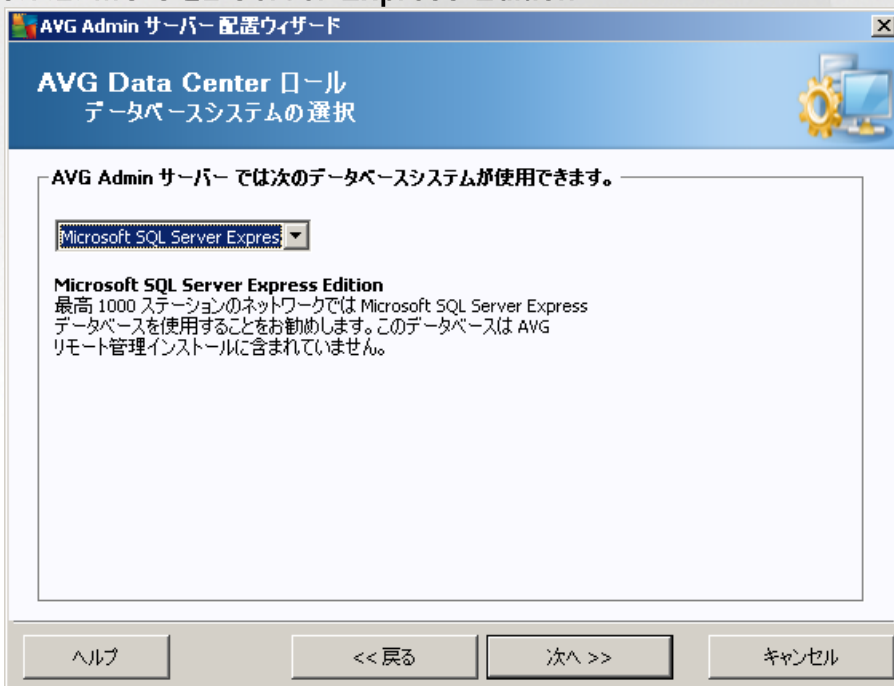 AVG Admin サーバー 配置ウィザード
AVG Data Center ロール
データベースシステムの選択
AVG Admin サーバー では次のデータベースシステムが使用できます。
Microsoft SQL Server Expres
Microsoft SQL Server Express Edition
最高 1000 ステーションのネットワークでは Microsoft SQL Server Express
データベースを使用することをお勧めします。このデータベースは AVG
リモート管理インストールに含まれていません。
ヘルプ
<< 戻る
次へ >>
キャンセル